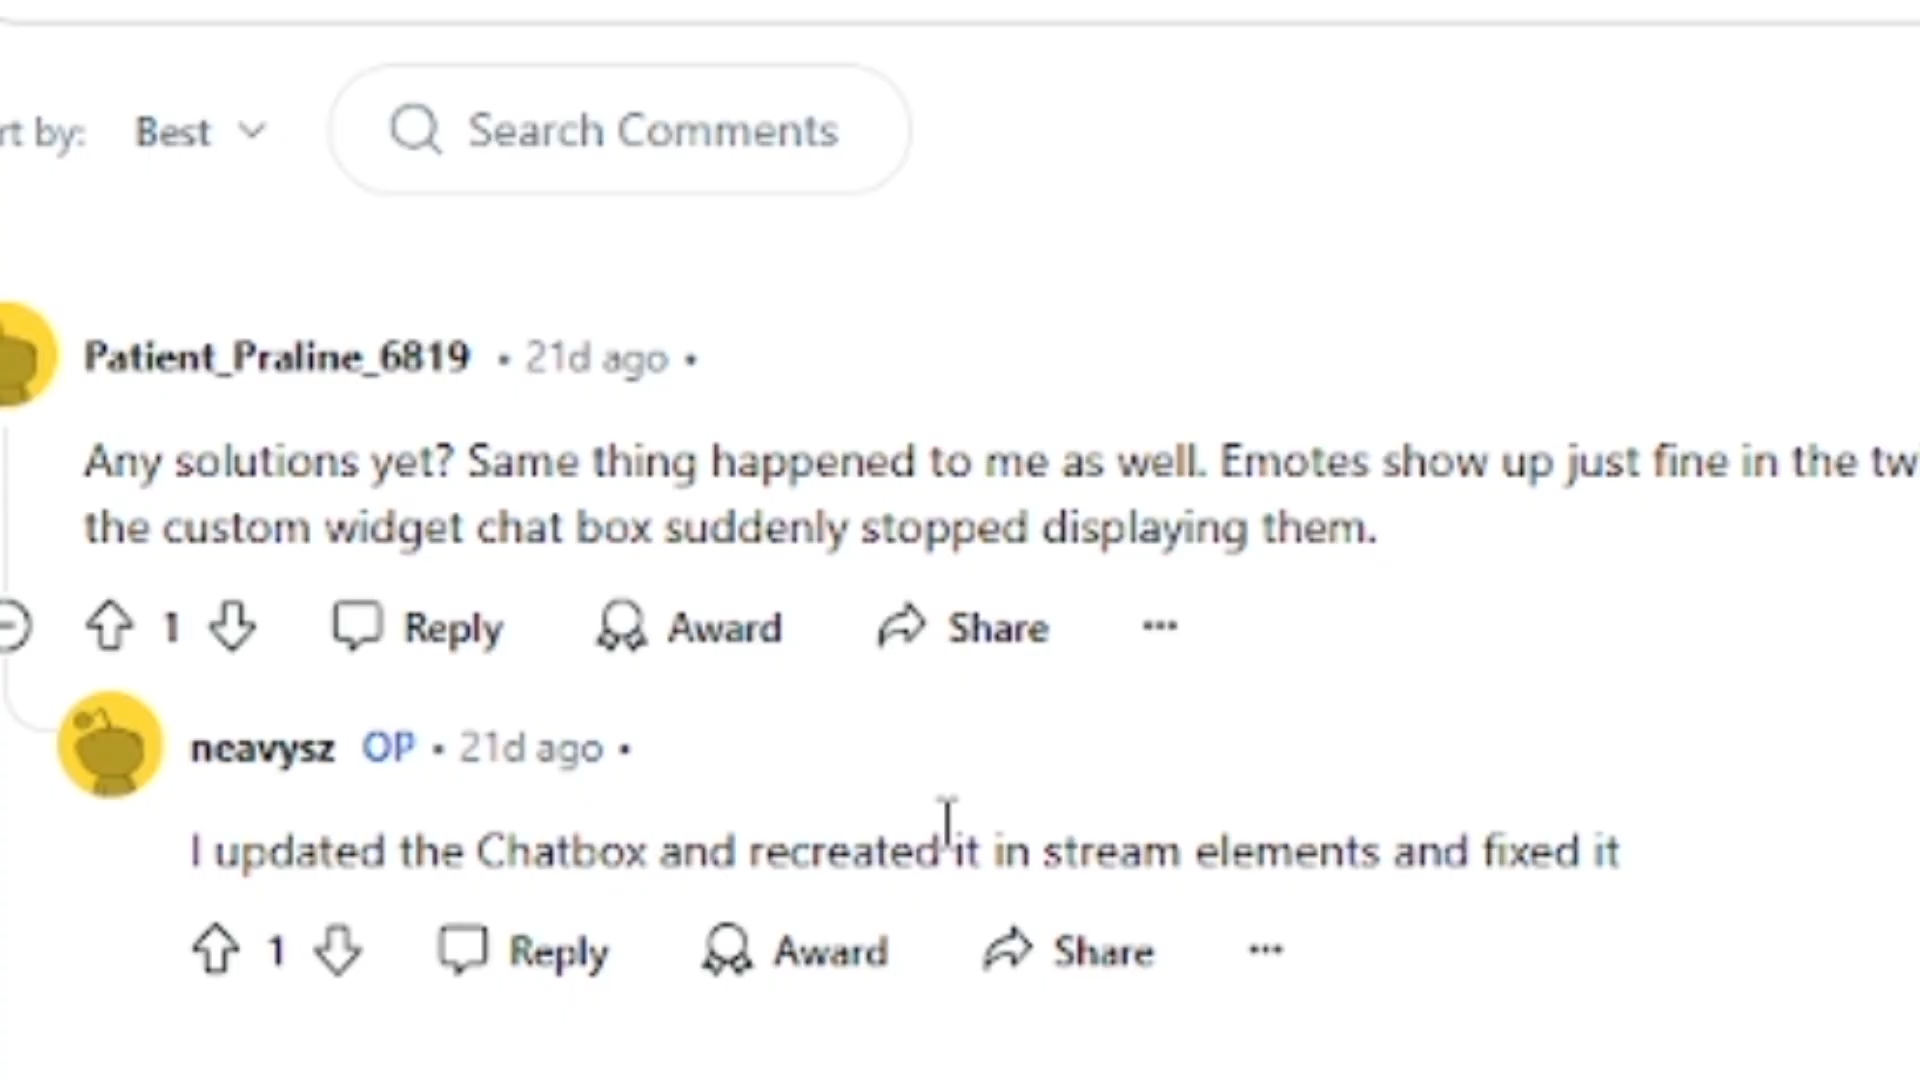 rt by: Best Search Comments
Patient_Praline_6819 • 21d ago •
Any solutions yet? Same thing happened to me as well. Emotes show up just fine in the tw
the custom widget chat box suddenly stopped displaying them.
1 Reply Award Share ...
neavysz OP • 21d ago •
I updated the Chatbox and recreated it in stream elements and fixed it
1 Reply Award Share ...